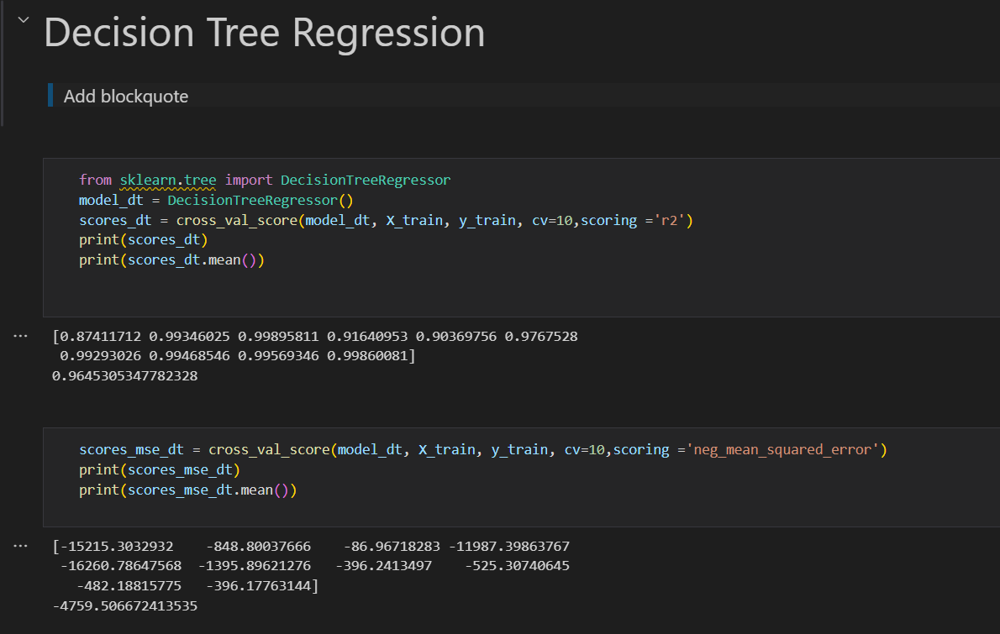 Decision Tree Regression
Add blockquote
from sklearn.tree import DecisionTreeRegressor
model_dt = DecisionTreeRegressor()
scores_dt = cross_val_score(model_dt, X_train, y_train, cv=10,scoring ='r2')
print(scores_dt)
print(scores_dt.mean())
[0.87411712 0.99346025 0.99895811 0.91640953 0.90369756 0.9767528
 0.99293026 0.99468546 0.99569346 0.99860081]
0.9645305347782328
scores_mse_dt = cross_val_score(model_dt, X_train, y_train, cv=10,scoring ='neg_mean_squared_error')
print(scores_mse_dt)
print(scores_mse_dt.mean())
[-15215.3032932    -848.80037666    -86.96718283 -11987.39863767
 -16260.78647568  -1395.89621276   -396.2413497    -525.30740645
   -482.18815775   -396.17763144]
-4759.506672413535